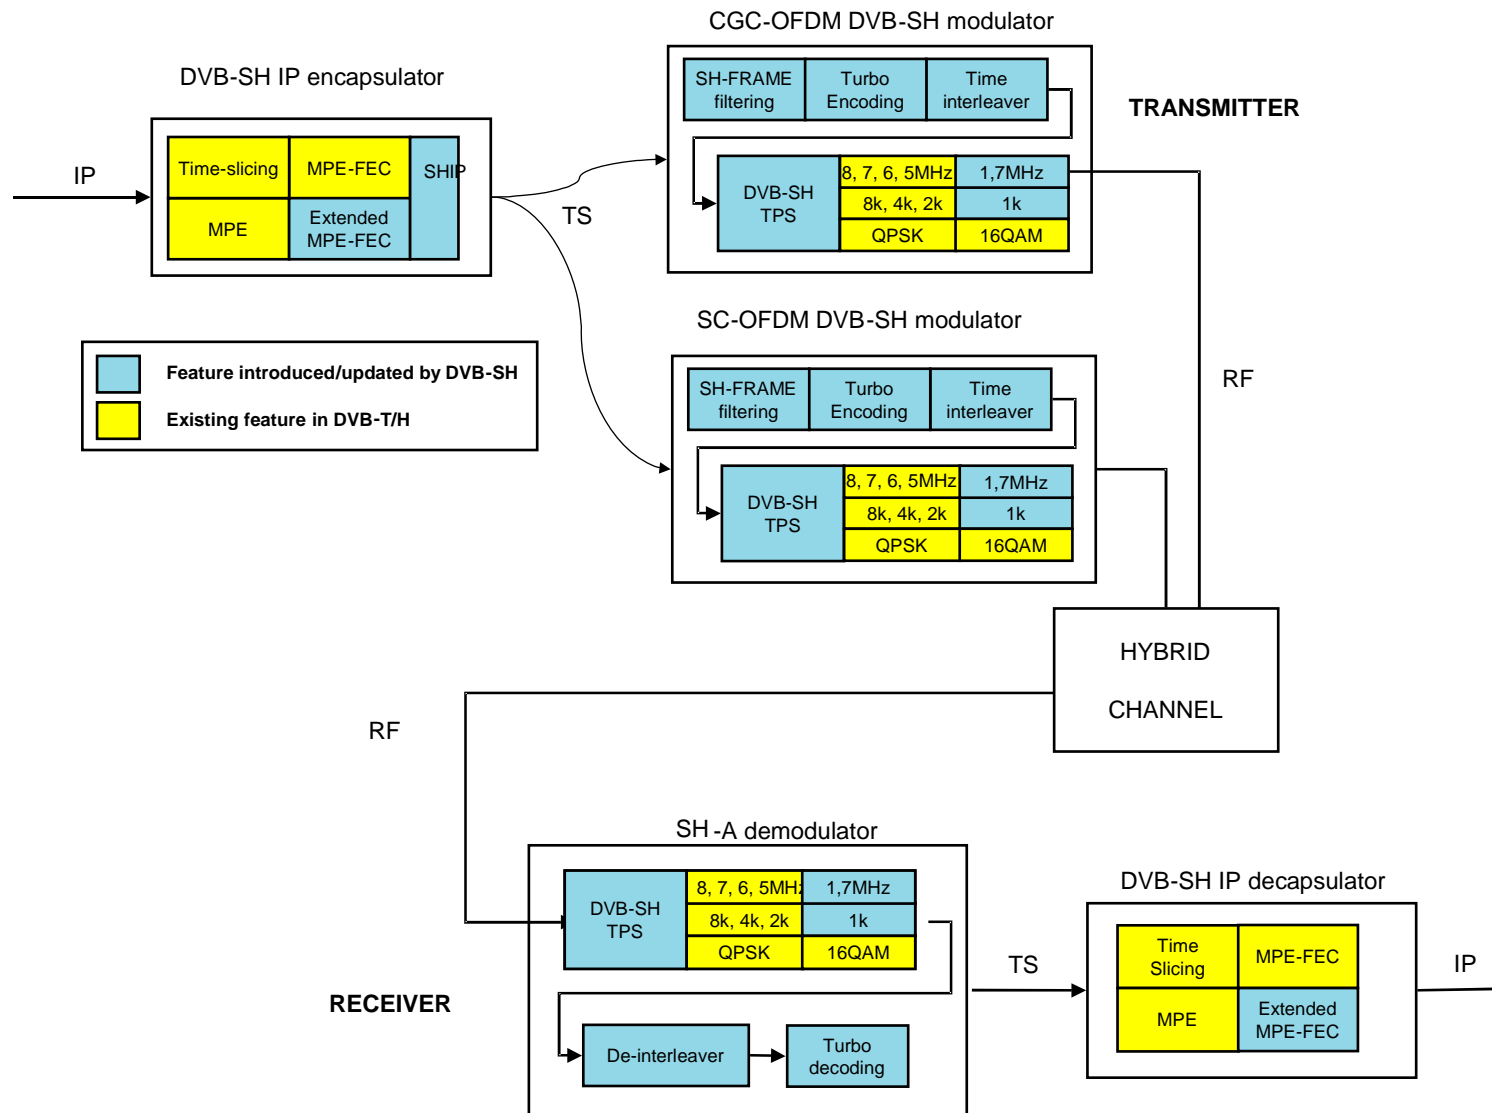 CGC-OFDM DVB-SH modulator
DVB-SH IP encapsulator
SH-FRAME
filtering
Turbo
Encoding
Time
interleaver
TRANSMITTER
IP
Time-slicing
MPE-FEC
SHIP
MPE
Extended
MPE-FEC
TS
DVB-SH
TPS
8, 7, 6, 5MHz
1,7MHz
8k, 4k, 2k
1k
QPSK
16QAM
SC-OFDM DVB-SH modulator
Feature introduced/updated by DVB-SH
Existing feature in DVB-T/H
SH-FRAME
filtering
Turbo
Encoding
Time
interleaver
RF
DVB-SH
TPS
8, 7, 6, 5MHz
1,7MHz
8k, 4k, 2k
1k
QPSK
16QAM
HYBRID
CHANNEL
RF
SH-A demodulator
DVB-SH
TPS
8, 7, 6, 5MHz
1,7MHz
8k, 4k, 2k
1k
QPSK
16QAM
DVB-SH IP decapsulator
Time
Slicing
MPE-FEC
MPE
Extended
MPE-FEC
TS
IP
RECEIVER
De-interleaver
Turbo
decoding